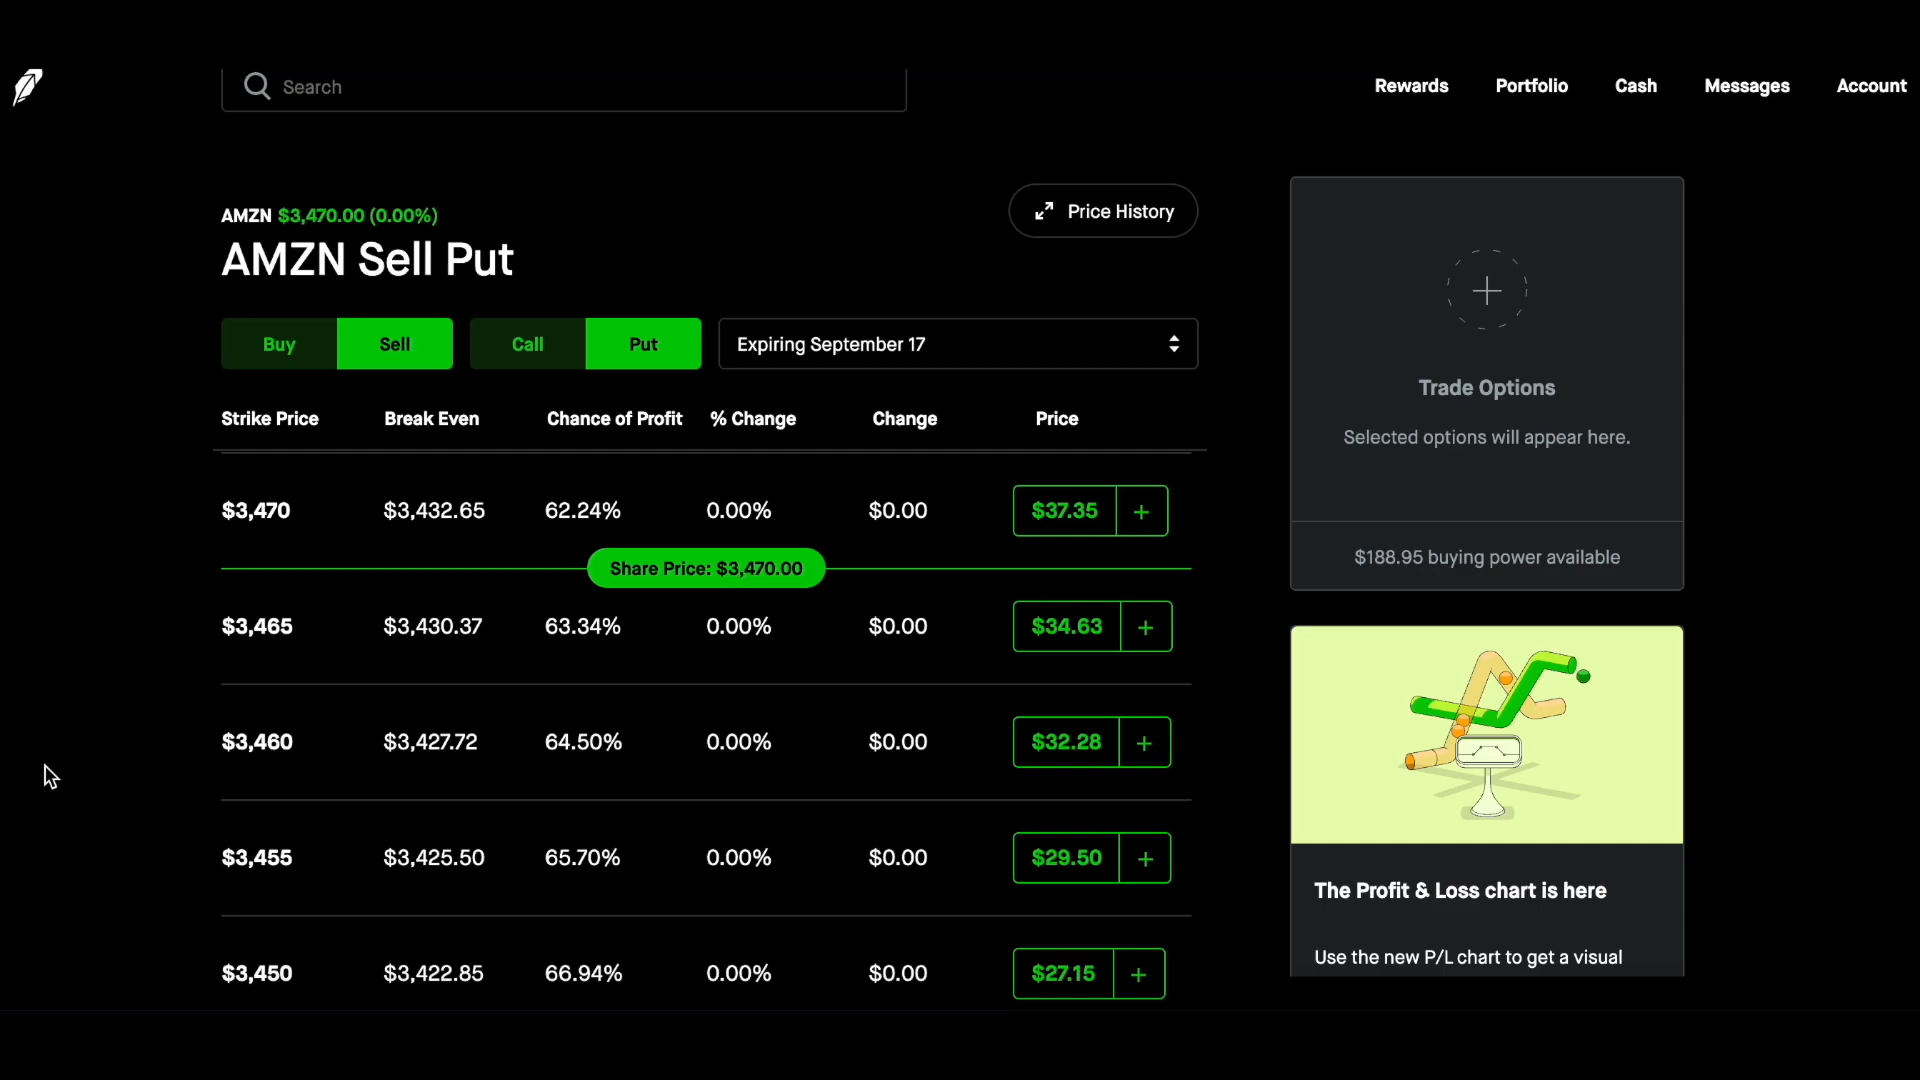 Search
Rewards Portfolio Cash Messages Account
AMZN $3,470.00 (0.00%)
AMZN Sell Put
Price History
Buy Sell Call Put Expiring September 17
Strike Price Break Even Chance of Profit % Change Change Price
$3,470 $3,432.65 62.24% 0.00% $0.00 $37.35 +
Share Price: $3,470.00
$3,465 $3,430.37 63.34% 0.00% $0.00 $34.63 +
$3,460 $3,427.72 64.50% 0.00% $0.00 $32.28 +
$3,455 $3,425.50 65.70% 0.00% $0.00 $29.50 +
$3,450 $3,422.85 66.94% 0.00% $0.00 $27.15 +
Trade Options
Selected options will appear here.
$188.95 buying power available
The Profit & Loss chart is here
Use the new P/L chart to get a visual